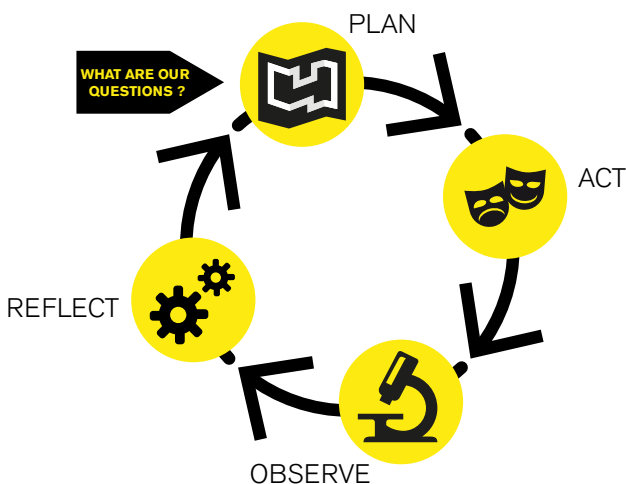 PLAN
WHAT ARE OUR
QUESTIONS ?
ACT
REFLECT
OBSERVE